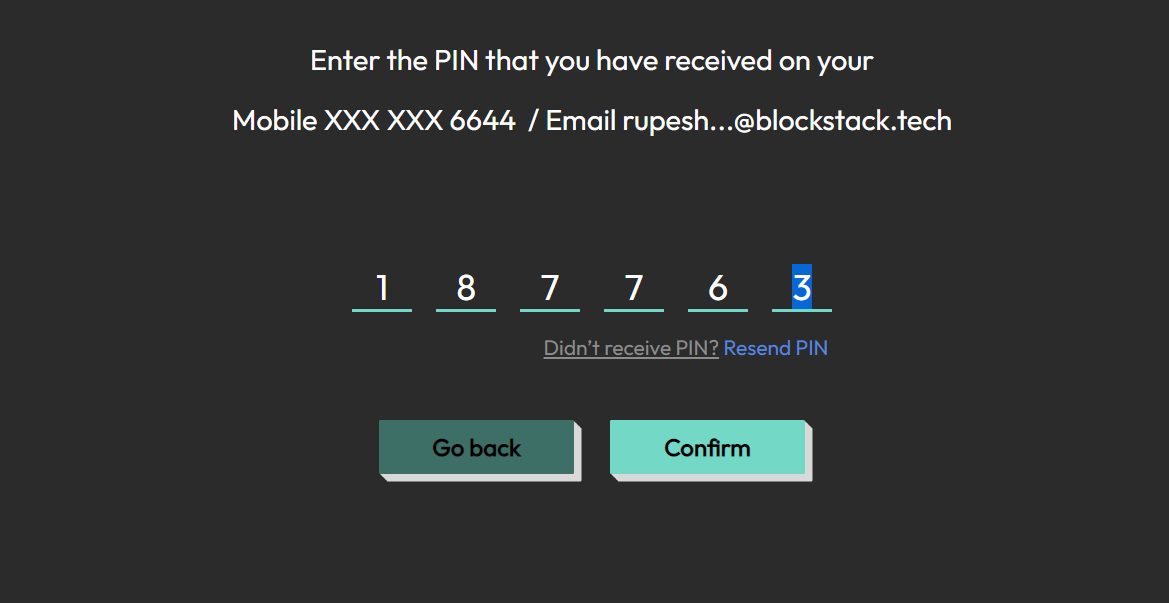 Enter the PIN that you have received on your
Mobile XXX XXX 6644 / Email rupesh...@blockstack.tech
1 8 7 7 6 3
Didn't receive PIN? Resend PIN
Go back Confirm